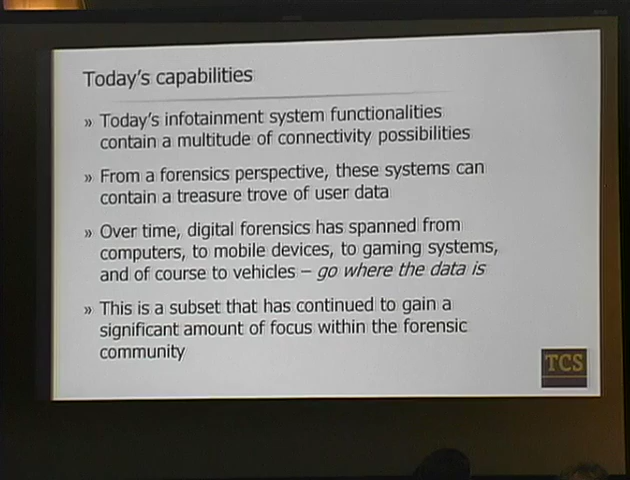 Today's capabilities
» Today's infotainment system functionalities
contain a multitude of connectivity possibilities
» From a forensics perspective, these systems can
contain a treasure trove of user data
» Over time, digital forensics has spanned from
computers, to mobile devices, to gaming systems,
and of course to vehicles – go where the data is
» This is a subset that has continued to gain a
significant amount of focus within the forensic
community
TCS